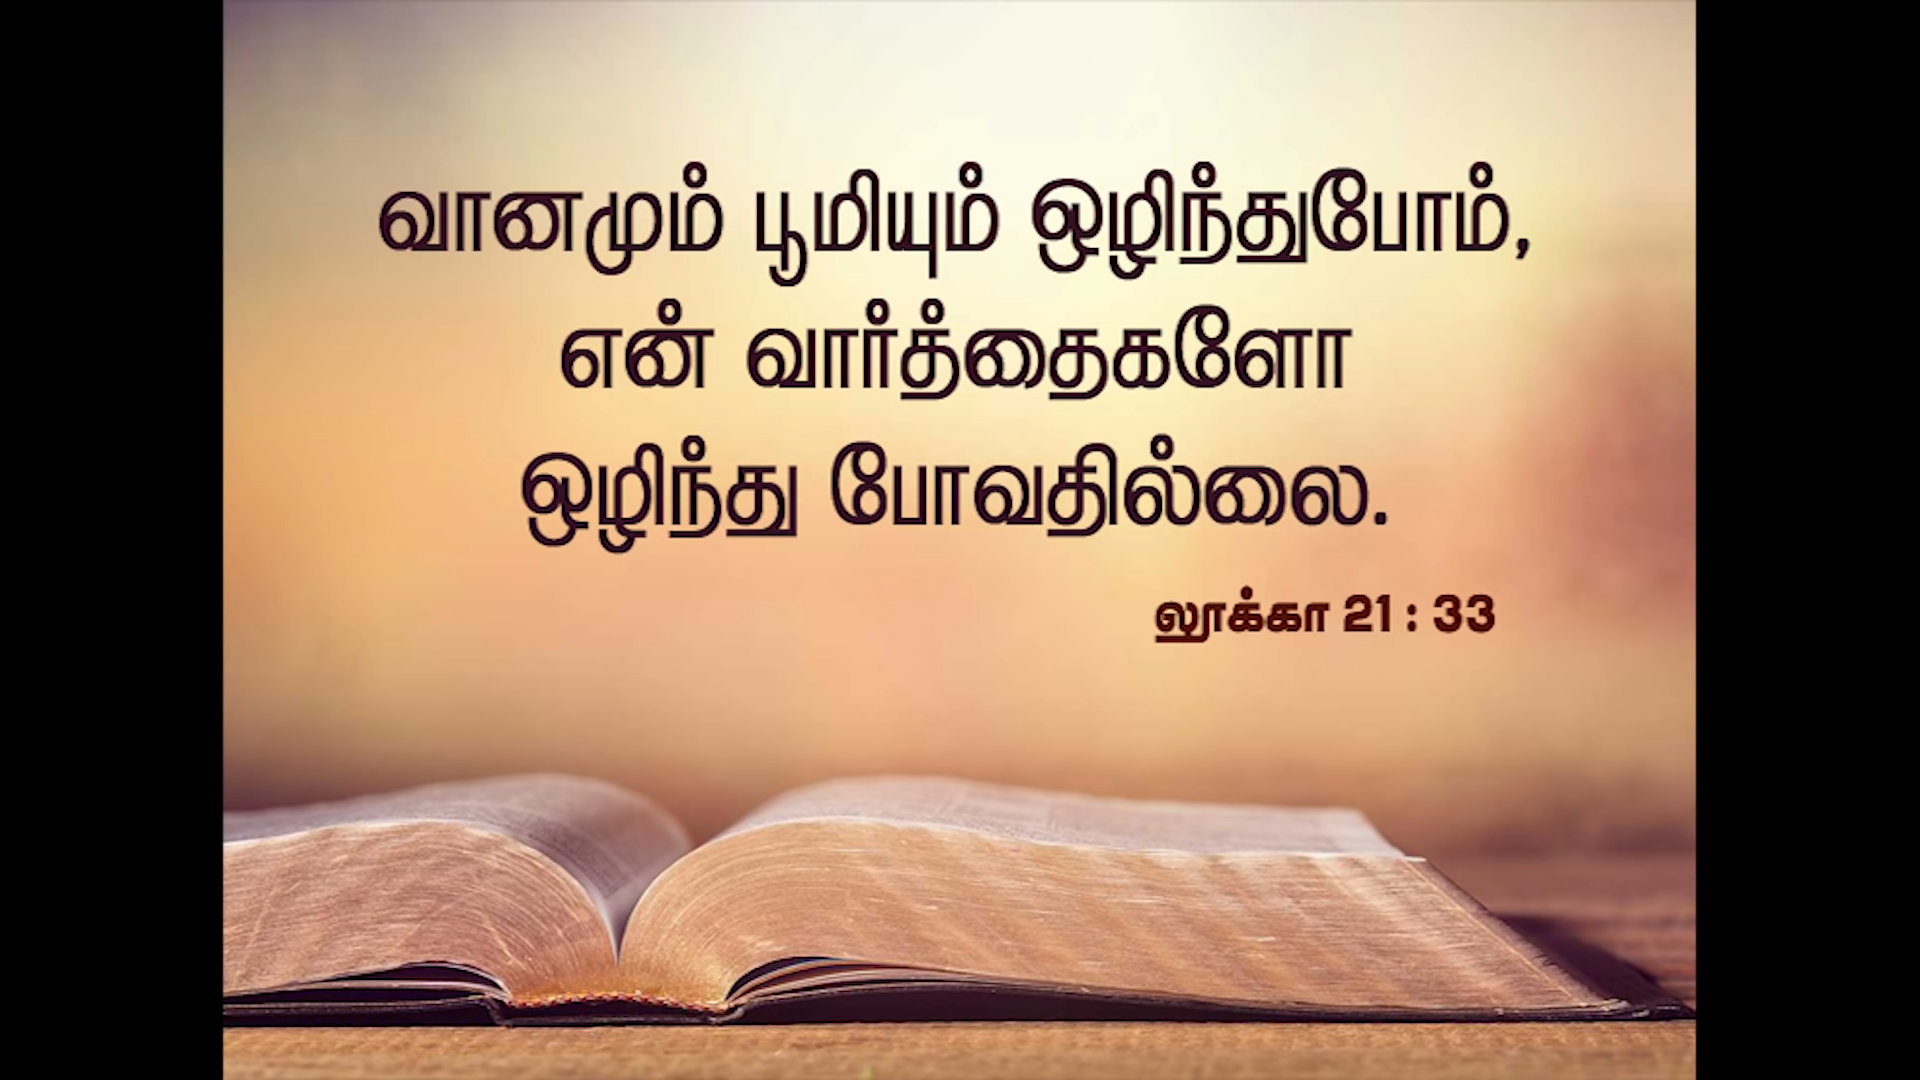 வானமும் பூமியும் ஒழிந்துபோம்,
என் வார்த்தைகளோ
ஒழிந்து போவதில்லை.
லூக்கா 21 : 33